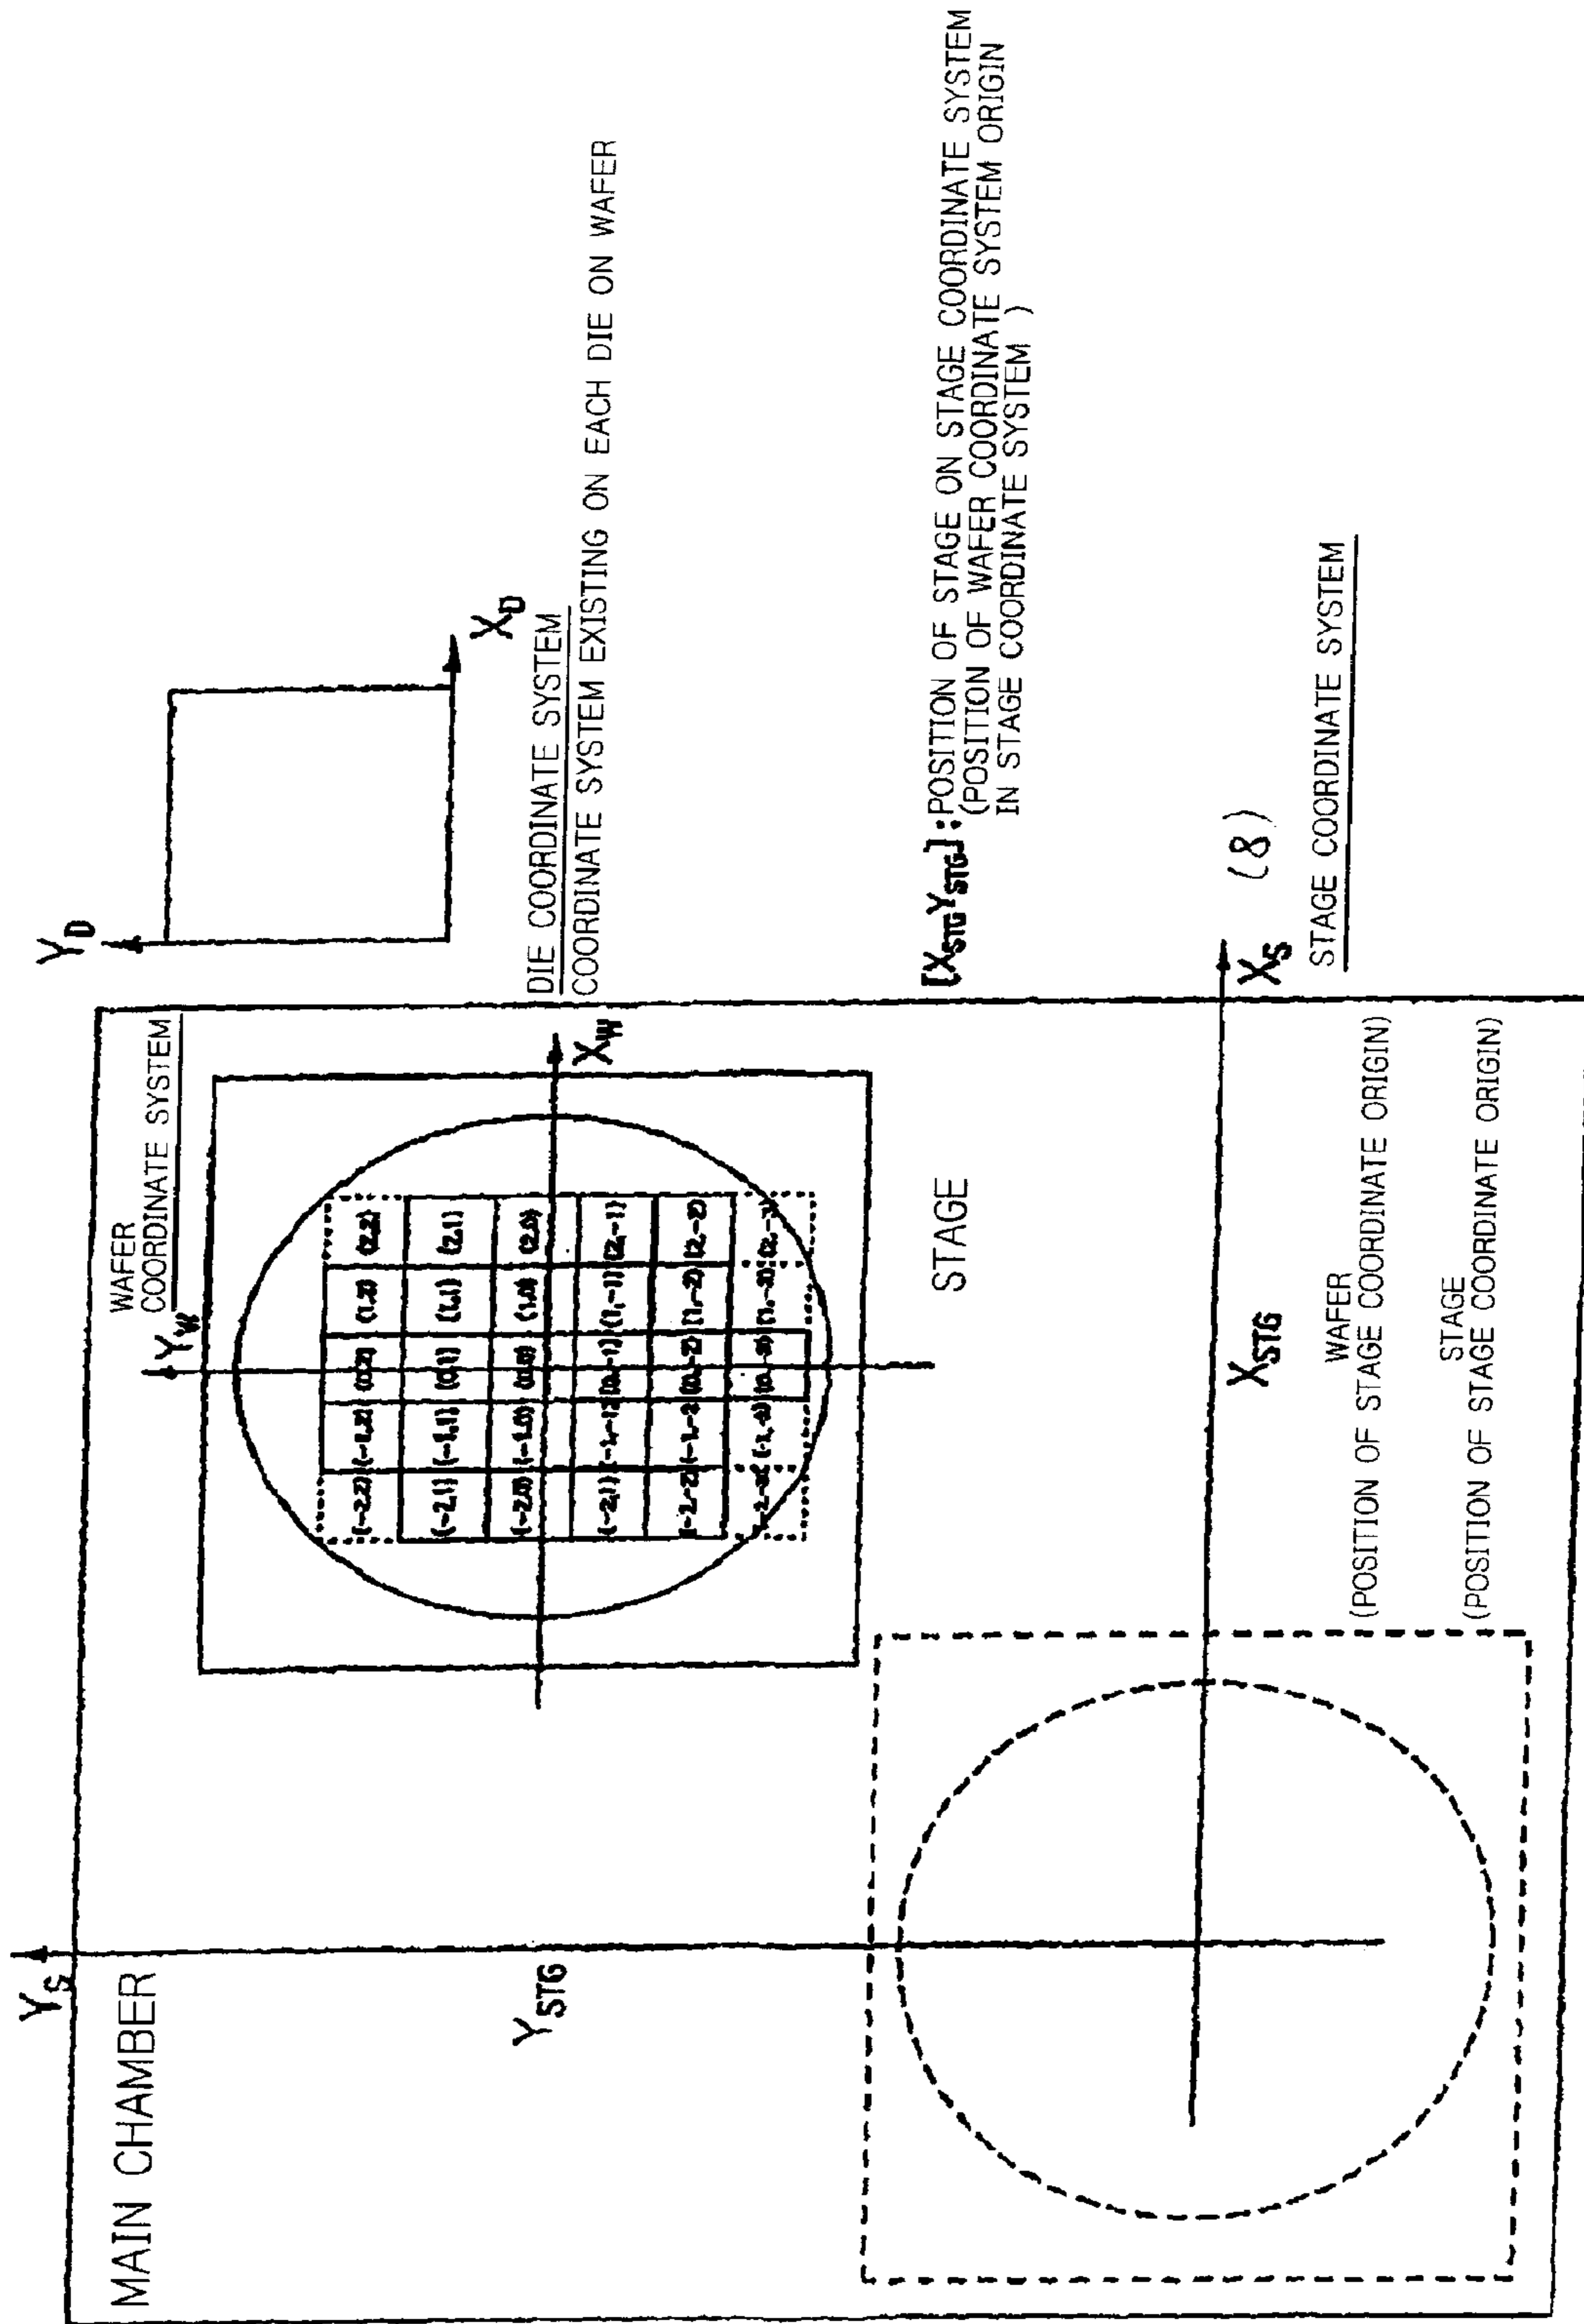 MAIN CHAMBER
Y_S
Y_STG
WAFER
COORDINATE SYSTEM
Y_W
X_W
(-2,2) (-1,2) (0,2) (1,2) (2,2)
(-2,1) (-1,1) (0,1) (1,1) (2,1)
(-2,0) (-1,0) (0,0) (1,0) (2,0)
(-2,1) (-1,-1) (0,-1) (1,-1) (2,-1)
(-2,-2) (-1,-2) (0,-2) (1,-2) (2,-2)
STAGE
Y_D
X_D
DIE COORDINATE SYSTEM
COORDINATE SYSTEM EXISTING ON EACH DIE ON WAFER
[X_STG Y_STG]: POSITION OF STAGE ON STAGE COORDINATE SYSTEM
(POSITION OF WAFER COORDINATE SYSTEM ORIGIN
IN STAGE COORDINATE SYSTEM )
X_S (8)
STAGE COORDINATE SYSTEM
X_STG
WAFER
(POSITION OF STAGE COORDINATE ORIGIN)
STAGE
(POSITION OF STAGE COORDINATE ORIGIN)